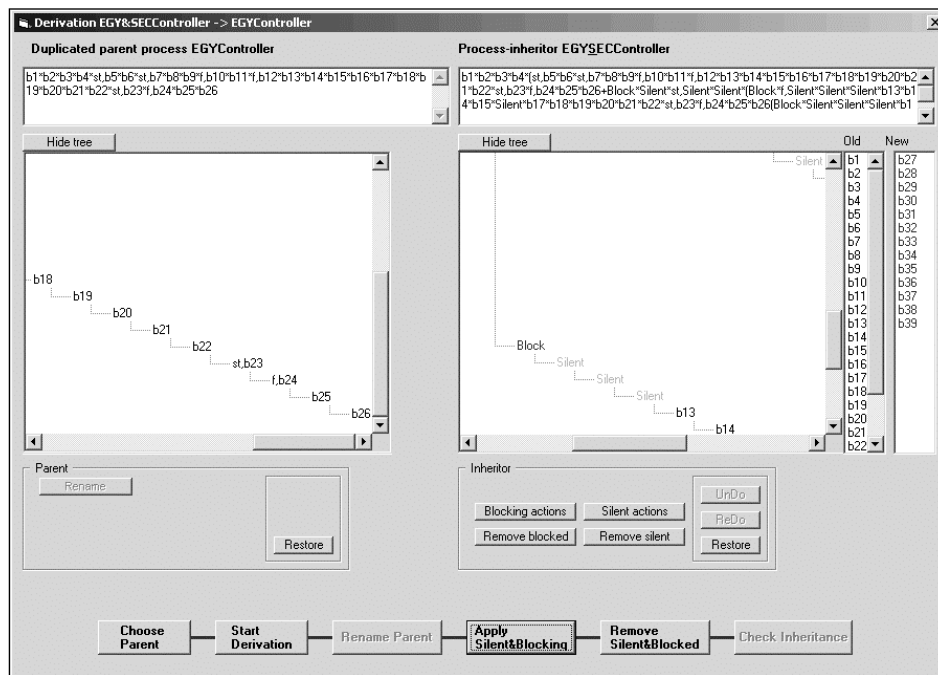 Derivation EGY&SECController -> EGYController
Duplicated parent process EGYController
Process-inheritor EGYSECController
b1*b2*b3*b4*st,b5*b6*st,b7*b8*b9*f,b10*b11*f,b12*b13*b14*b15*b16*b17*b18*b
19*b20*b21*b22*st,b23*f,b24*b25*b26
b1*b2*b3*b4*(st,b5*b6*st,b7*b8*b9*f,b10*b11*f,b12*b13*b14*b15*b16*b17*b18*b19*b20*b2
1*b22*st,b23*f,b24*b25*b26+Block*Silent*st,Silent*Silent*(Block*f,Silent*Silent*Silent*b13*b1
4*b15*Silent*b17*b18*b19*b20*b21*b22*st,b23*f,b24*b25*b26(Block*Silent*Silent*Silent*b1
Hide tree
Hide tree
Old
New
b18
b19
b20
b21
b22
st,b23
f,b24
b25
b26
Silent
Block
Silent
Silent
Silent
b13
b14
b1
b2
b3
b4
b5
b6
b7
b8
b9
b10
b11
b12
b13
b14
b15
b16
b17
b18
b19
b20
b21
b22
b27
b28
b29
b30
b31
b32
b33
b34
b35
b36
b37
b38
b39
Parent
Rename
Restore
Inheritor
Blocking actions
Silent actions
Remove blocked
Remove silent
UnDo
ReDo
Restore
Choose
Parent
Start
Derivation
Rename Parent
Apply
Silent&Blocking
Remove
Silent&Blocked
Check Inheritance